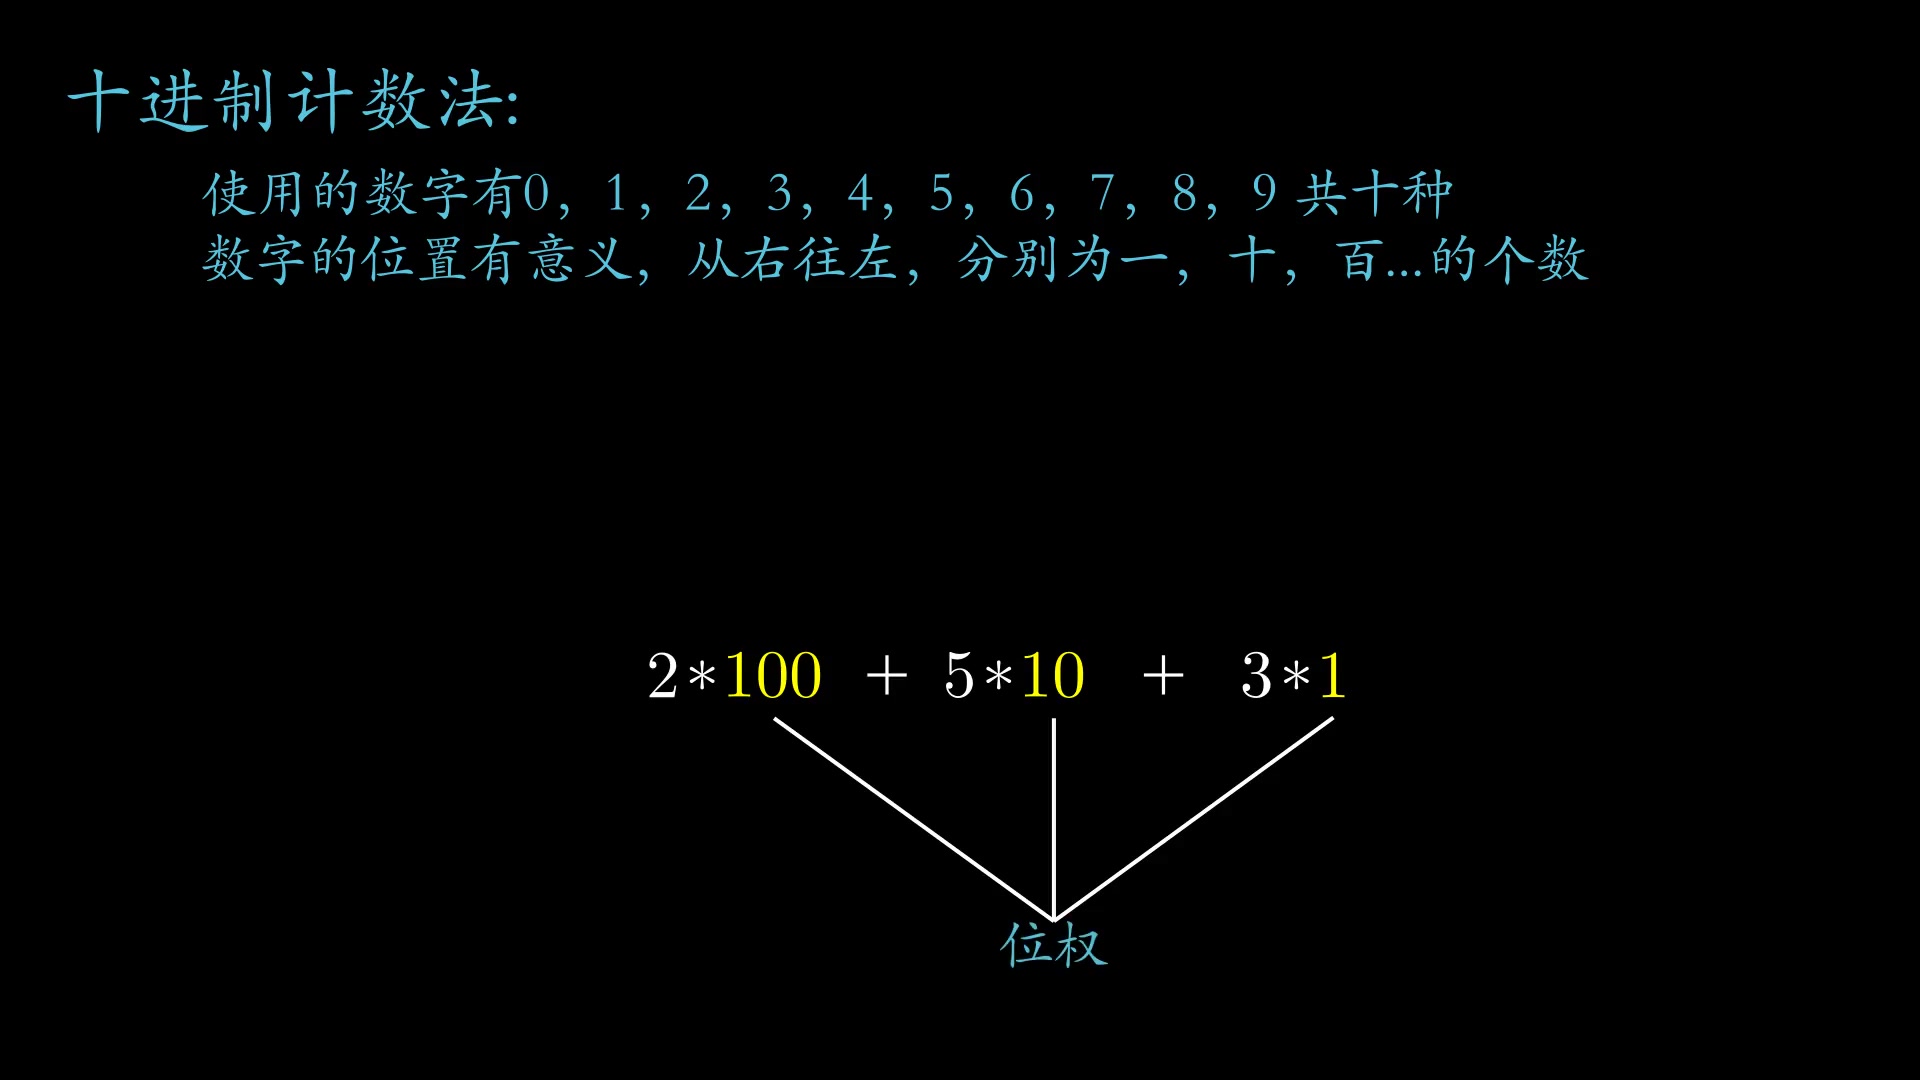 十进制计数法:
使用的数字有0，1，2，3，4，5，6，7，8，9 共十种
数字的位置有意义，从右往左，分别为一，十，百...的个数
2*100 + 5*10 + 3*1
位权